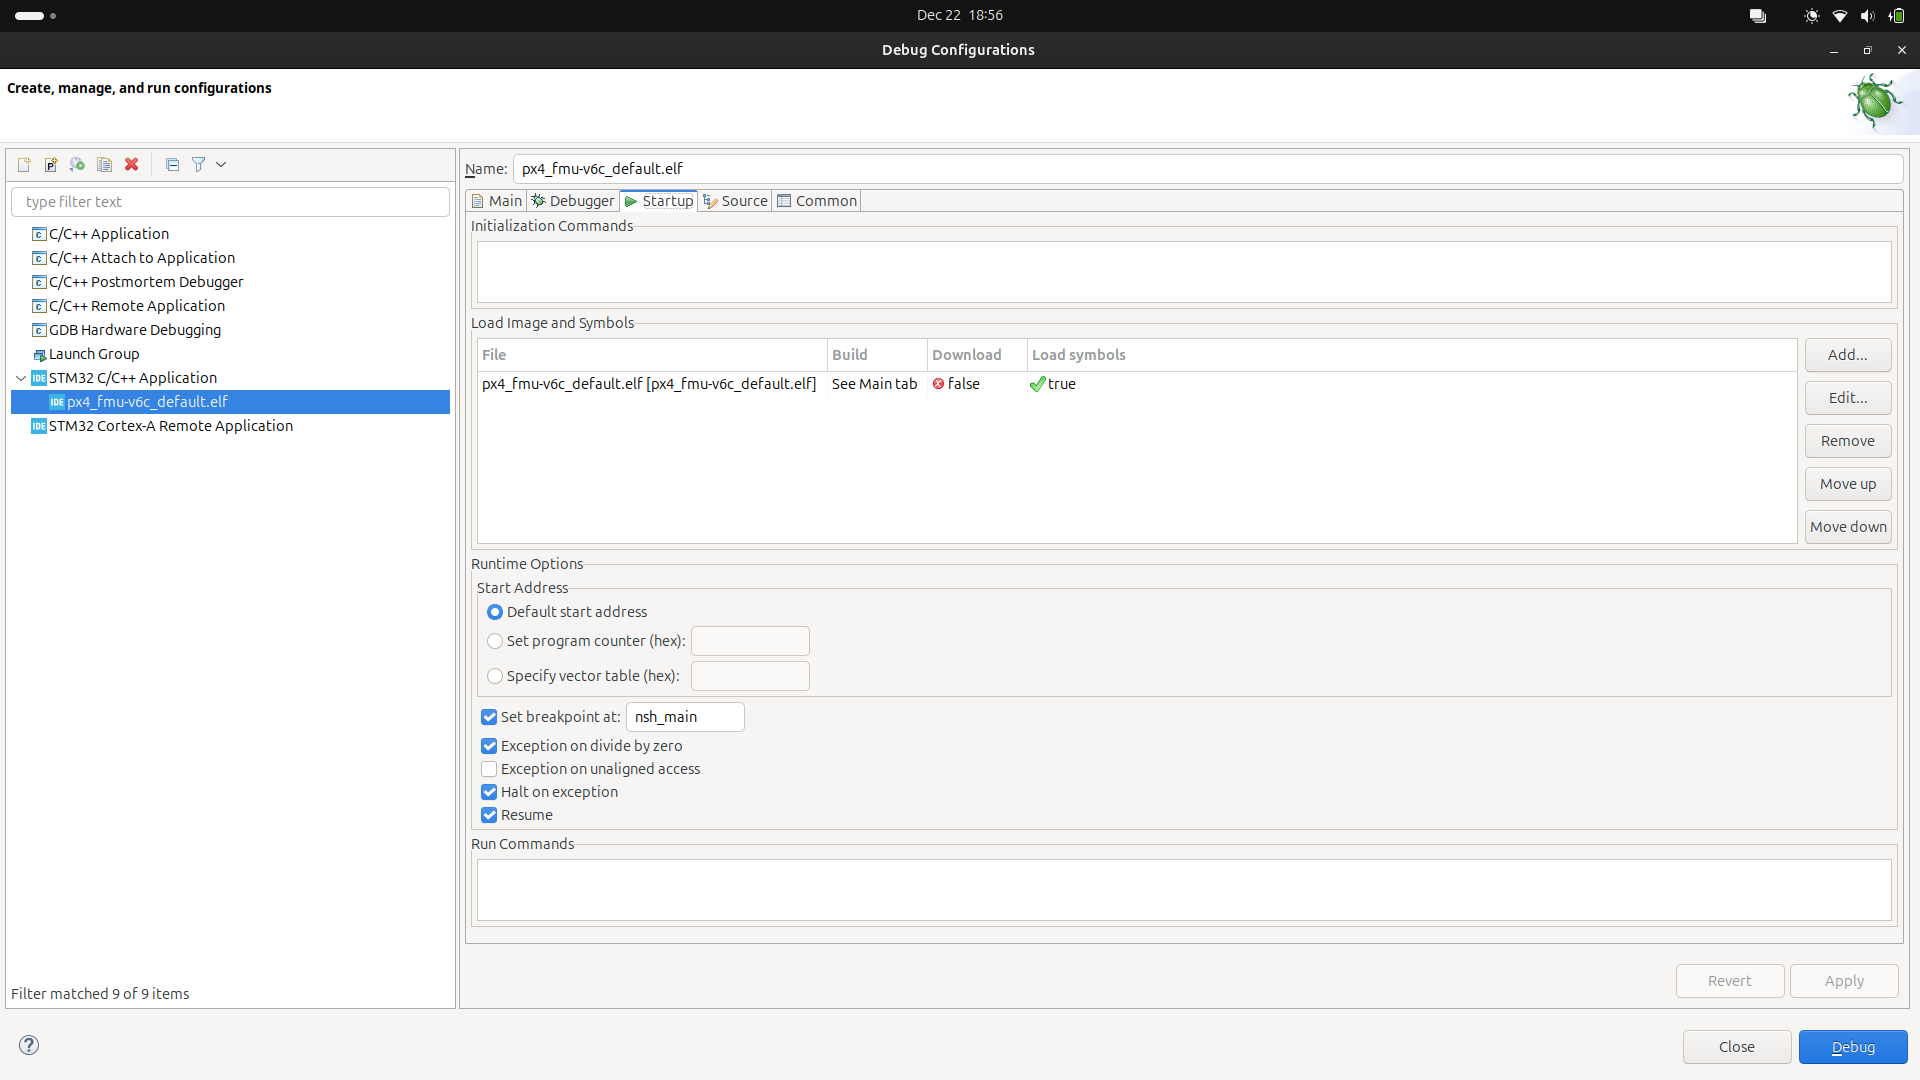 Dec 22 18:56
Debug Configurations
Create, manage, and run configurations
Name: px4_fmu-v6c_default.elf
type filter text
Main Debugger Startup Source Common
Initialization Commands
C/C++ Application
C/C++ Attach to Application
C/C++ Postmortem Debugger
C/C++ Remote Application
GDB Hardware Debugging
Launch Group
STM32 C/C++ Application
px4_fmu-v6c_default.elf
STM32 Cortex-A Remote Application
Filter matched 9 of 9 items
Load Image and Symbols
File Build Download Load symbols
px4_fmu-v6c_default.elf [px4_fmu-v6c_default.elf] See Main tab false true
Add...
Edit...
Remove
Move up
Move down
Runtime Options
Start Address
Default start address
Set program counter (hex):
Specify vector table (hex):
Set breakpoint at: nsh_main
Exception on divide by zero
Exception on unaligned access
Halt on exception
Resume
Run Commands
Revert Apply
Close Debug